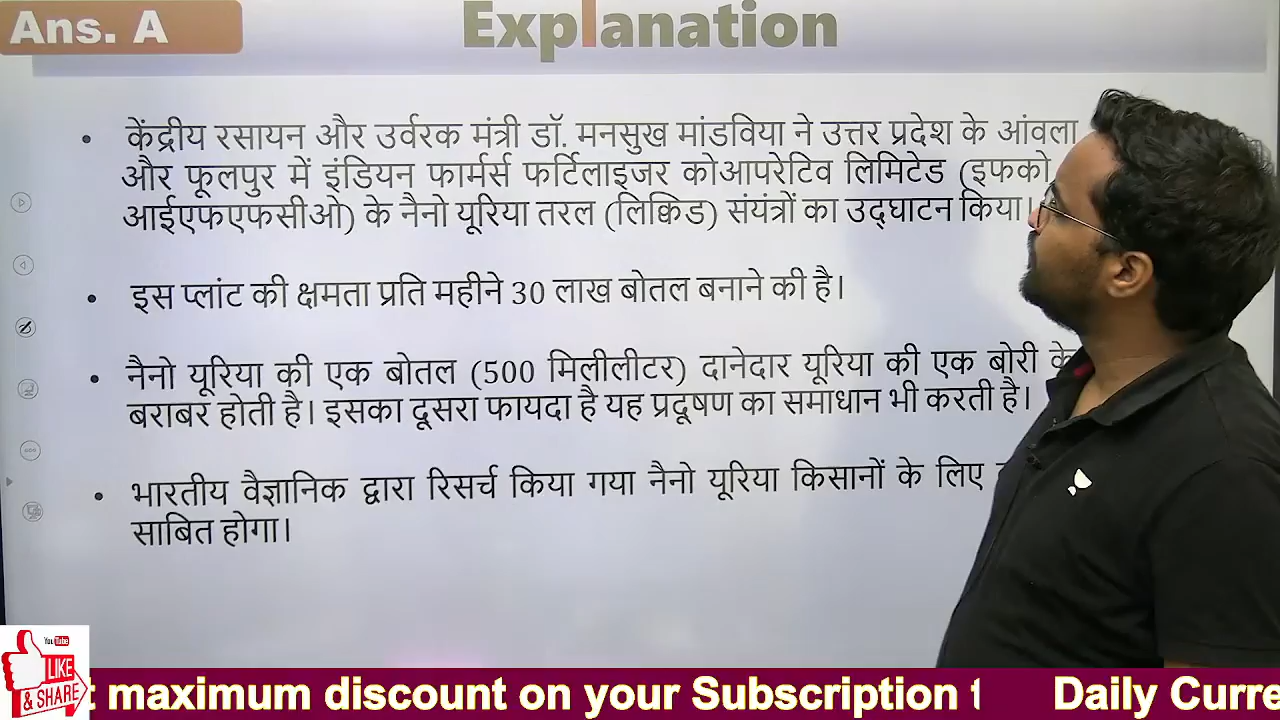 Ans. A
Explanation
• केंद्रीय रसायन और उर्वरक मंत्री डॉ. मनसुख मांडविया ने उत्तर प्रदेश के आंवला
और फूलपुर में इंडियन फार्मर्स फर्टिलाइजर कोआपरेटिव लिमिटेड (इफको,
आईएफएफसीओ) के नैनो यूरिया तरल (लिक्विड) संयंत्रों का उद्घाटन किया।
• इस प्लांट की क्षमता प्रति महीने 30 लाख बोतल बनाने की है।
• नैनो यूरिया की एक बोतल (500 मिलीलीटर) दानेदार यूरिया की एक बोरी के
बराबर होती है। इसका दूसरा फायदा है यह प्रदूषण का समाधान भी करती है।
• भारतीय वैज्ञानिक द्वारा रिसर्च किया गया नैनो यूरिया किसानों के लिए
साबित होगा।
YouTube
LIKE
& SHARE
t maximum discount on your Subscription f
Daily Curre